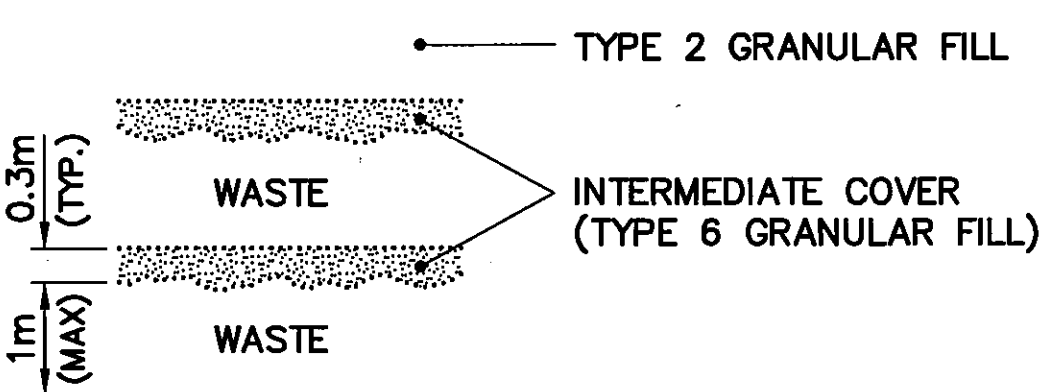 TYPE 2 GRANULAR FILL
0.3m
(TYP.)
WASTE
INTERMEDIATE COVER
(TYPE 6 GRANULAR FILL)
1m
(MAX)
WASTE